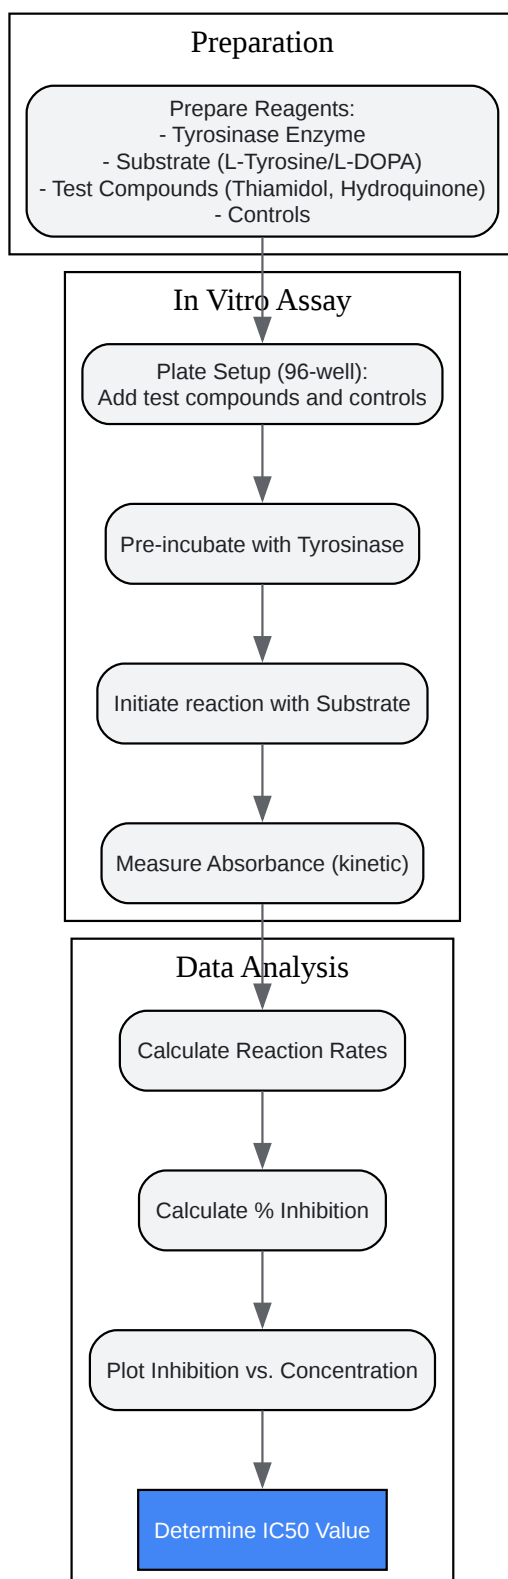 Preparation
Prepare Reagents:
- Tyrosinase Enzyme
- Substrate (L-Tyrosine/L-DOPA)
- Test Compounds (Thiamidol, Hydroquinone)
- Controls
In Vitro Assay
Plate Setup (96-well):
Add test compounds and controls
Pre-incubate with Tyrosinase
Initiate reaction with Substrate
Measure Absorbance (kinetic)
Data Analysis
Calculate Reaction Rates
Calculate % Inhibition
Plot Inhibition vs. Concentration
Determine IC50 Value